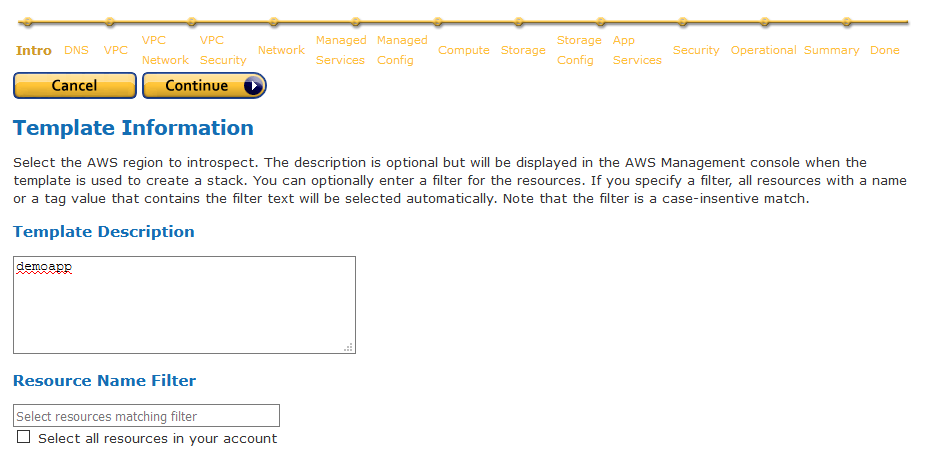 Intro DNS VPC VPC Network VPC Security Network Managed Services Managed Config Compute Storage Storage Config App Services Security Operational Summary Done
Cancel Continue
Template Information
Select the AWS region to introspect. The description is optional but will be displayed in the AWS Management console when the
template is used to create a stack. You can optionally enter a filter for the resources. If you specify a filter, all resources with a name
or a tag value that contains the filter text will be selected automatically. Note that the filter is a case-insentive match.
Template Description
demoapp
Resource Name Filter
Select resources matching filter
Select all resources in your account